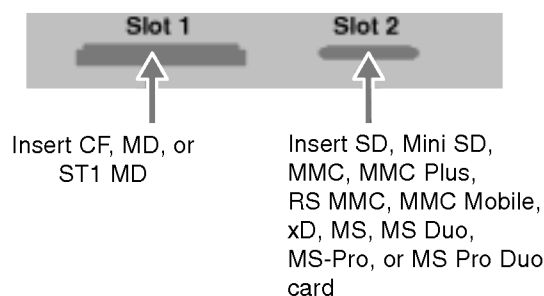 Slot 1
Slot 2
Insert CF, MD, or
ST1 MD
Insert SD, Mini SD,
MMC, MMC Plus,
RS MMC, MMC Mobile,
xD, MS, MS Duo,
MS-Pro, or MS Pro Duo
card